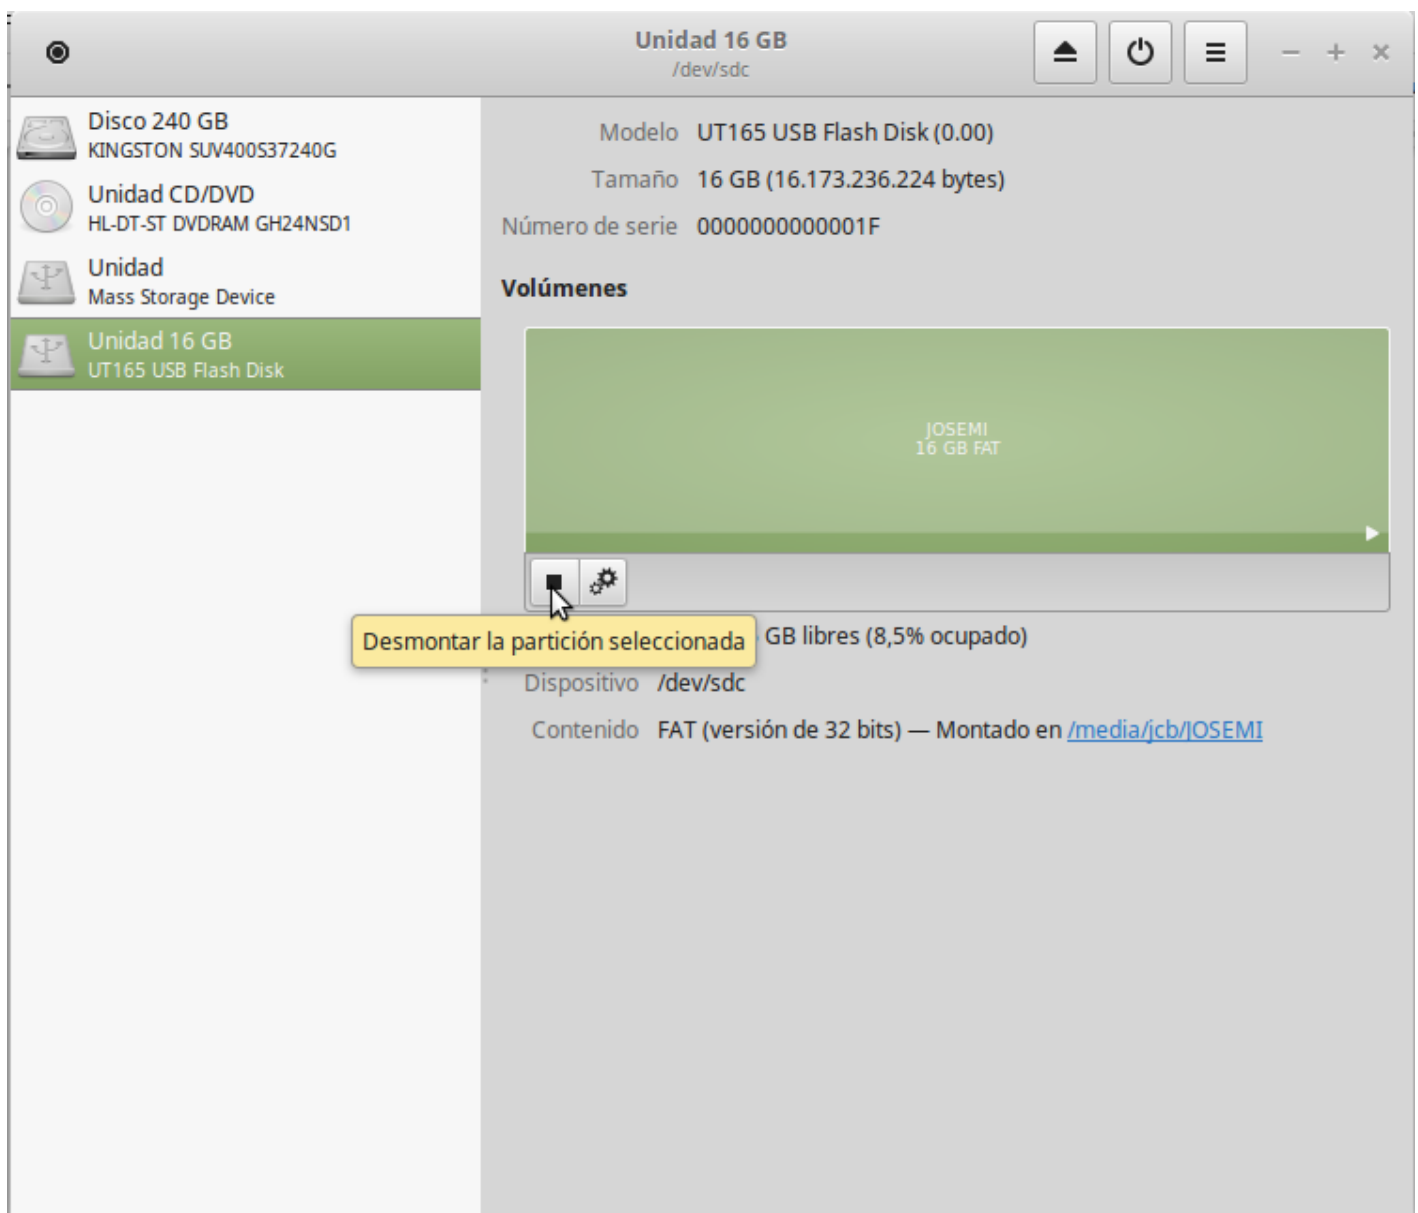 Unidad 16 GB
/dev/sdc
Disco 240 GB
KINGSTON SUV400S37240G
Unidad CD/DVD
HL-DT-ST DVDRAM GH24NSD1
Unidad
Mass Storage Device
Unidad 16 GB
UT165 USB Flash Disk
Modelo UT165 USB Flash Disk (0.00)
Tamaño 16 GB (16.173.236.224 bytes)
Número de serie 0000000000001F
Volúmenes
JOSEMI
16 GB FAT
Desmontar la partición seleccionada
GB libres (8,5% ocupado)
Dispositivo /dev/sdc
Contenido FAT (versión de 32 bits) — Montado en /media/jcb/JOSEMI